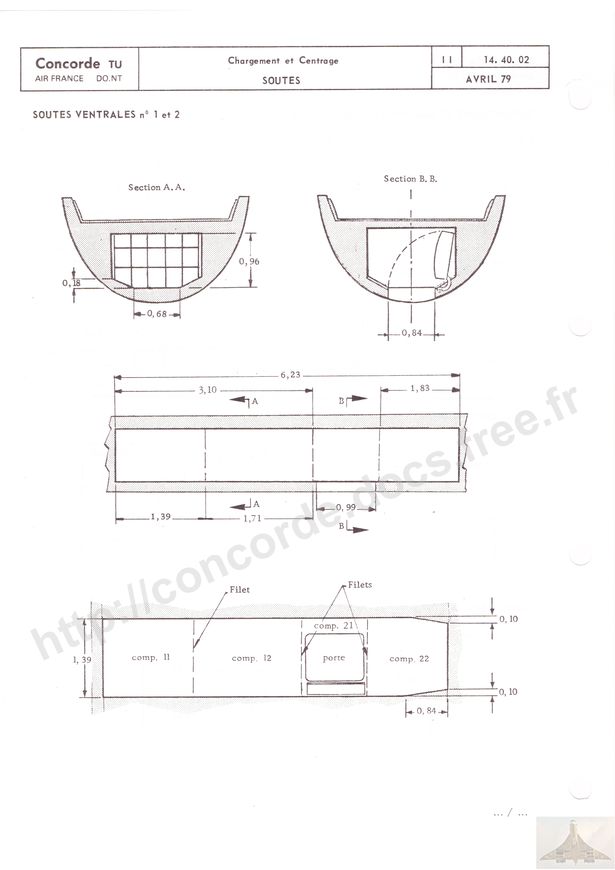 Concorde TU
AIR FRANCE DO.NT
Chargement et Centrage
SOUTES
11 14. 40. 02
AVRIL 79
SOUTES VENTRALES n° 1 et 2
Section A. A.
Section B. B.
0,96
0,18
0,68
0,84
6,23
3,10
1,83
A
B
A
B
1,39
1,71
0,99
Filet
Filets
comp. 21
0,10
1,39
comp. 11
comp. 12
porte
comp. 22
0,10
0,84
... / ...
http://concorde.docs.free.fr